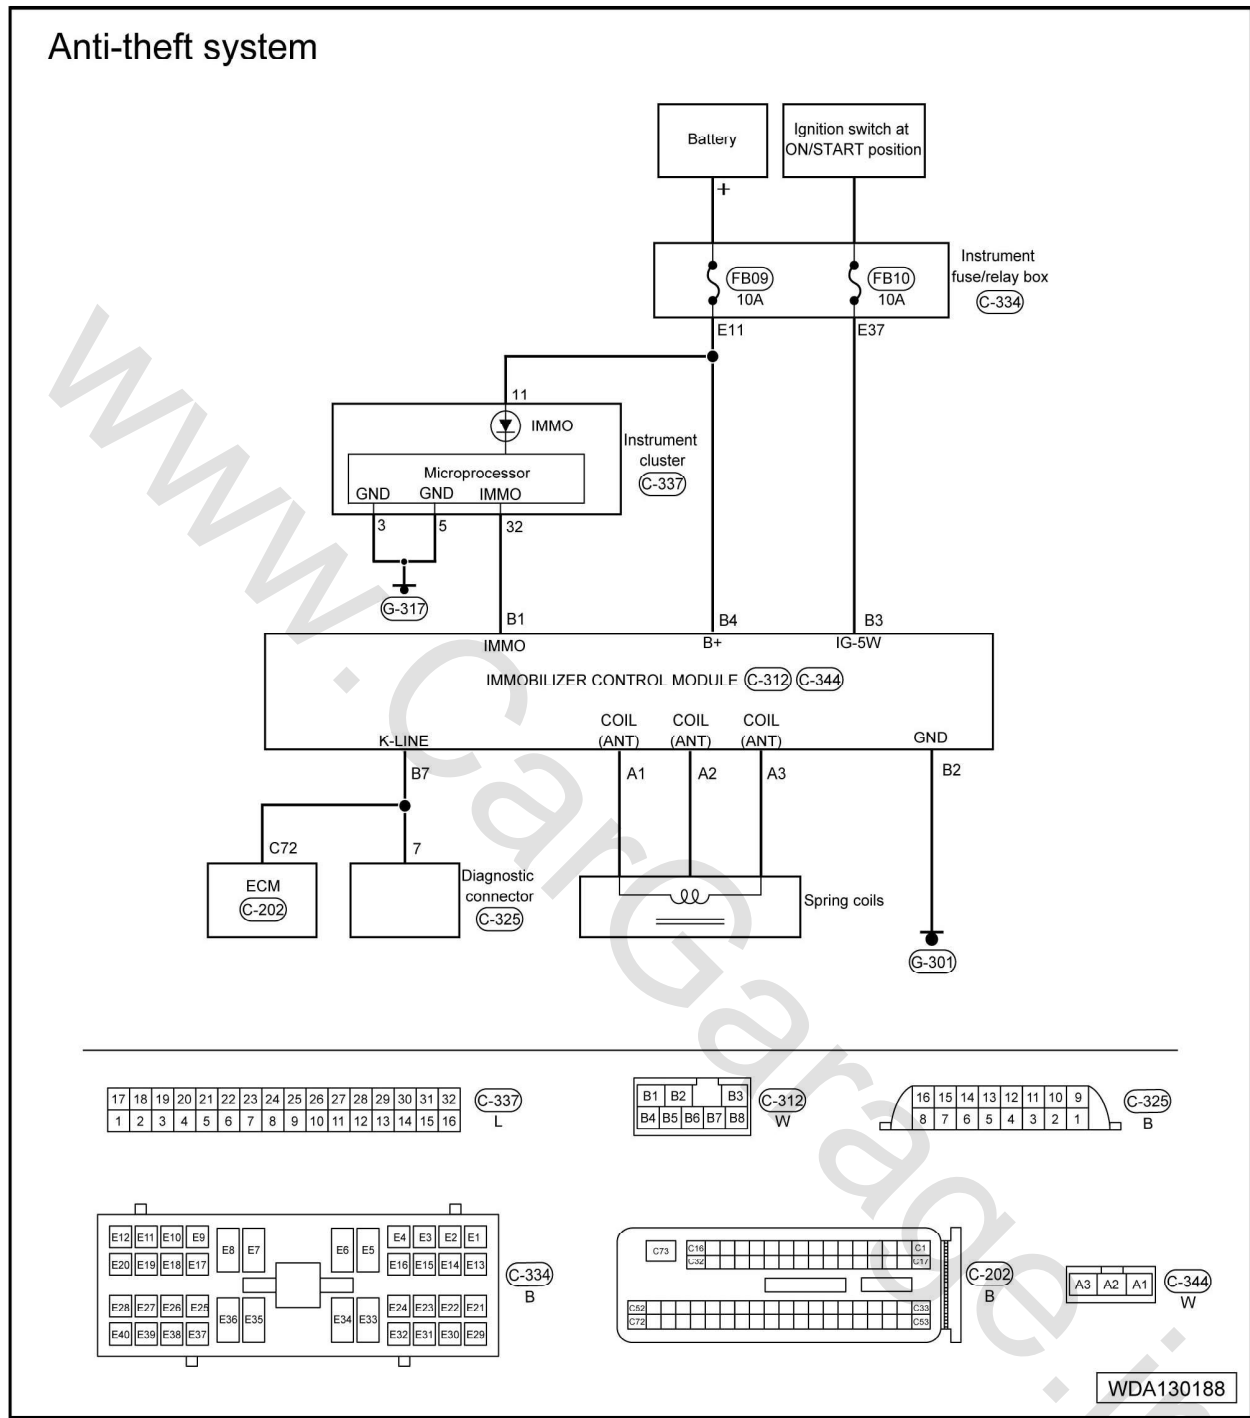 Anti-theft system
Battery
Ignition switch at
ON/START position
+
FB09
10A
FB10
10A
Instrument
fuse/relay box
C-334
E11
E37
11
IMMO
Microprocessor
GND
GND
IMMO
Instrument
cluster
C-337
3
5
32
G-317
B1
B4
B3
IMMO
B+
IG-5W
IMMOBILIZER CONTROL MODULE
C-312
C-344
K-LINE
COIL
(ANT)
COIL
(ANT)
COIL
(ANT)
GND
B7
A1
A2
A3
B2
C72
7
ECM
C-202
Diagnostic
connector
C-325
Spring coils
G-301
17 18 19 20 21 22 23 24 25 26 27 28 29 30 31 32
1 2 3 4 5 6 7 8 9 10 11 12 13 14 15 16
C-337
L
B1 B2 B3
B4 B5 B6 B7 B8
C-312
W
16 15 14 13 12 11 10 9
8 7 6 5 4 3 2 1
C-325
B
E12 E11 E10 E9 E8 E7 E6 E5 E4 E3 E2 E1
E20 E19 E18 E17 E16 E15 E14 E13
E28 E27 E26 E25 E36 E35 E34 E33 E24 E23 E22 E21
E40 E39 E38 E37 E32 E31 E30 E29
C-334
B
C73 C16 C1
C32 C17
C52 C33
C72 C53
C-202
B
A3 A2 A1
C-344
W
WDA130188
www.CarGarage.i